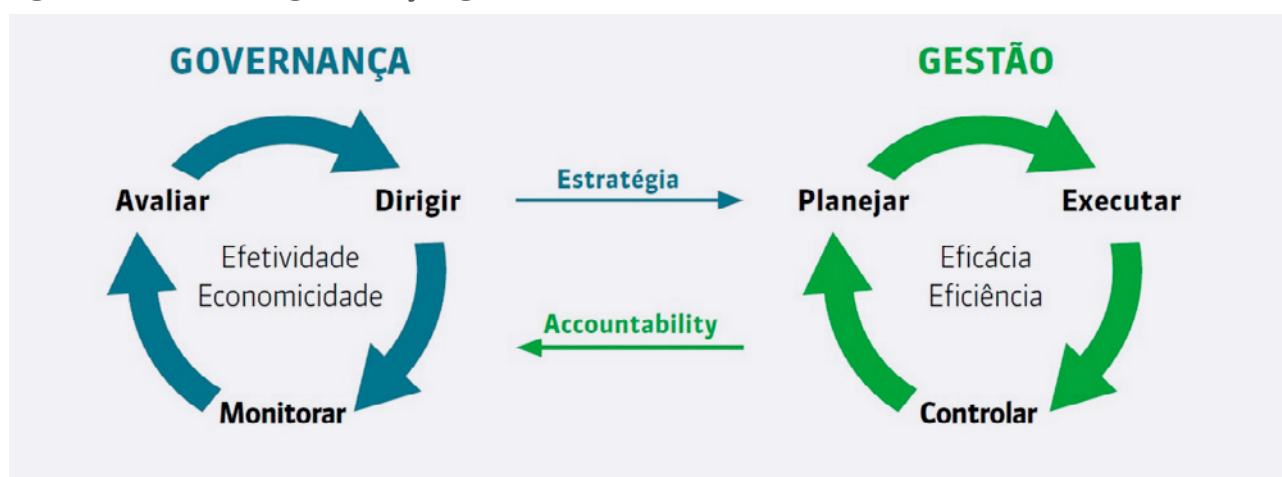 GOVERNANÇA
GESTÃO
Estratégia
Avaliar
Dirigir
Planejar
Executar
Efetividade
Economicidade
Eficácia
Eficiência
Accountability
Monitorar
Controlar